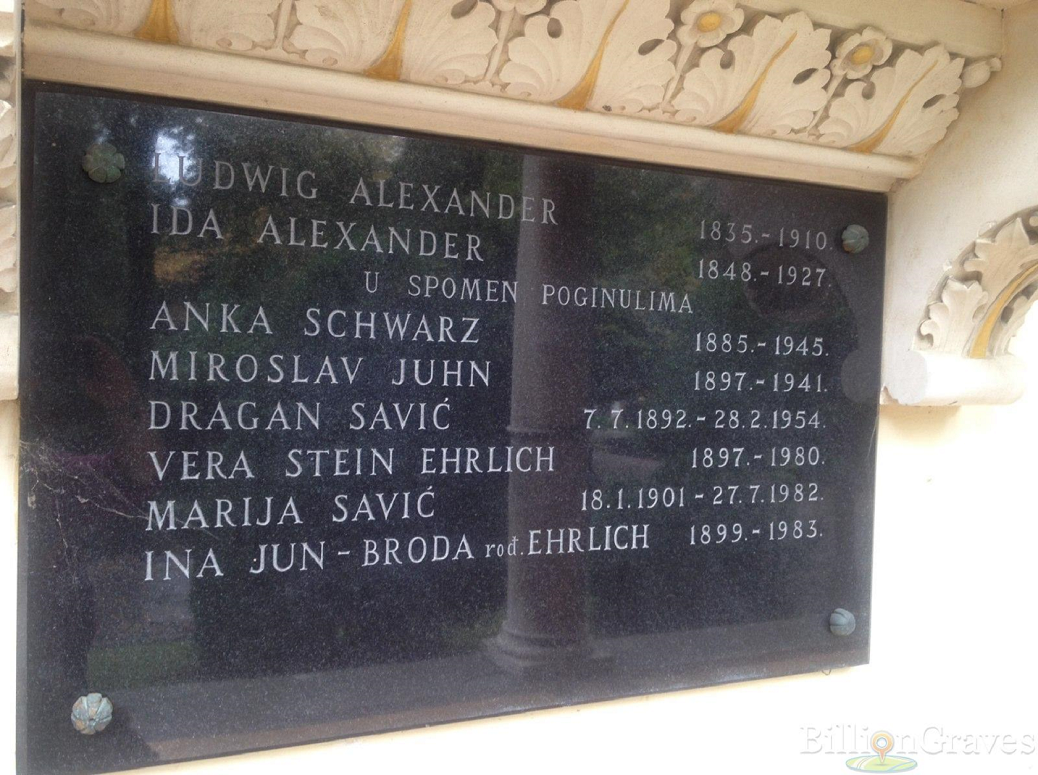 LUDWIG ALEXANDER 1835.-1910.
IDA ALEXANDER 1848.-1927.
U SPOMEN POGINULIMA
ANKA SCHWARZ 1885.-1945.
MIROSLAV JUHN 1897.-1941.
DRAGAN SAVIĆ 7.7.1892.-28.2.1954.
VERA STEIN EHRLICH 1897.-1980.
MARIJA SAVIĆ 18.1.1901-27.7.1982.
INA JUN-BRODA rođ. EHRLICH 1899.-1983.
BillionGraves